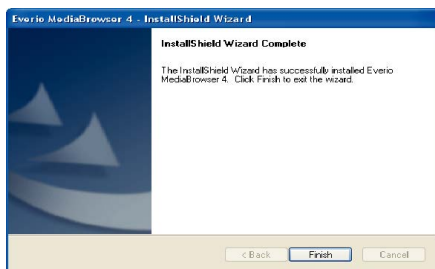 Everio MediaBrowser 4 - InstallShield Wizard
InstallShield Wizard Complete
The InstallShield Wizard has successfully installed Everio
MediaBrowser 4. Click Finish to exit the wizard.
< Back Finish Cancel